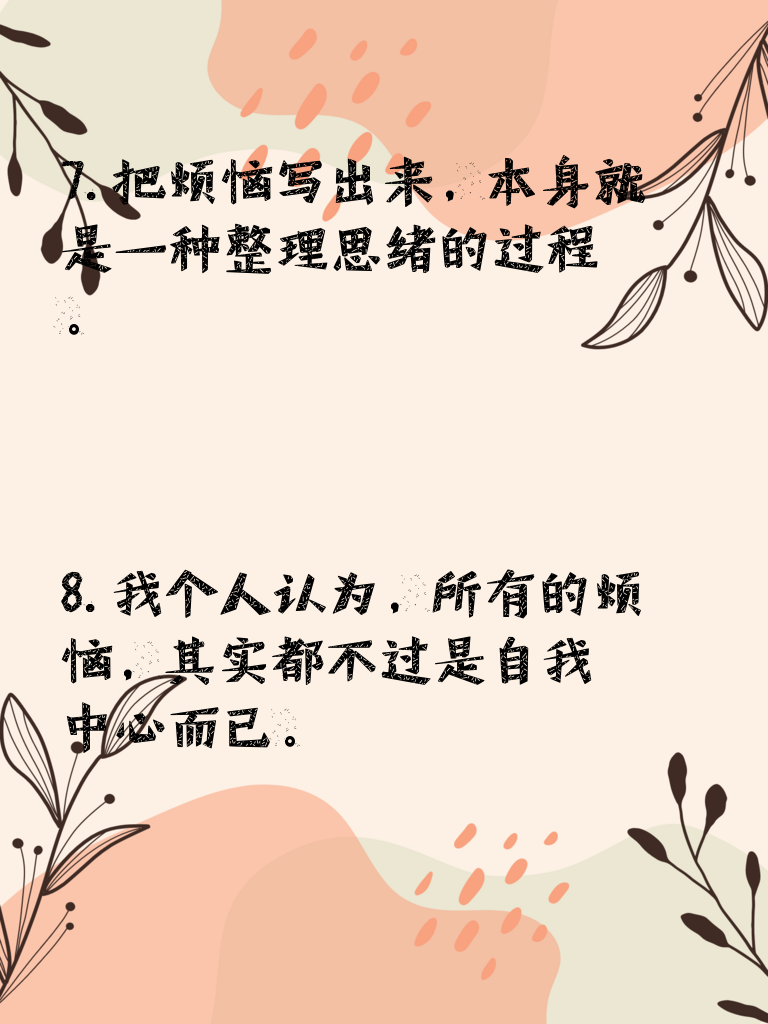 7. 把烦恼写出来，本身就
是一种整理思绪的过程
。
8. 我个人认为，所有的烦
恼，其实都不过是自我
中心而已。